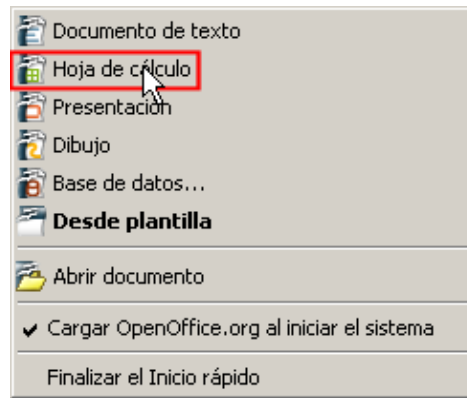 Documento de texto
Hoja de cálculo
Presentación
Dibujo
Base de datos...
Desde plantilla
Abrir documento
Cargar OpenOffice.org al iniciar el sistema
Finalizar el Inicio rápido